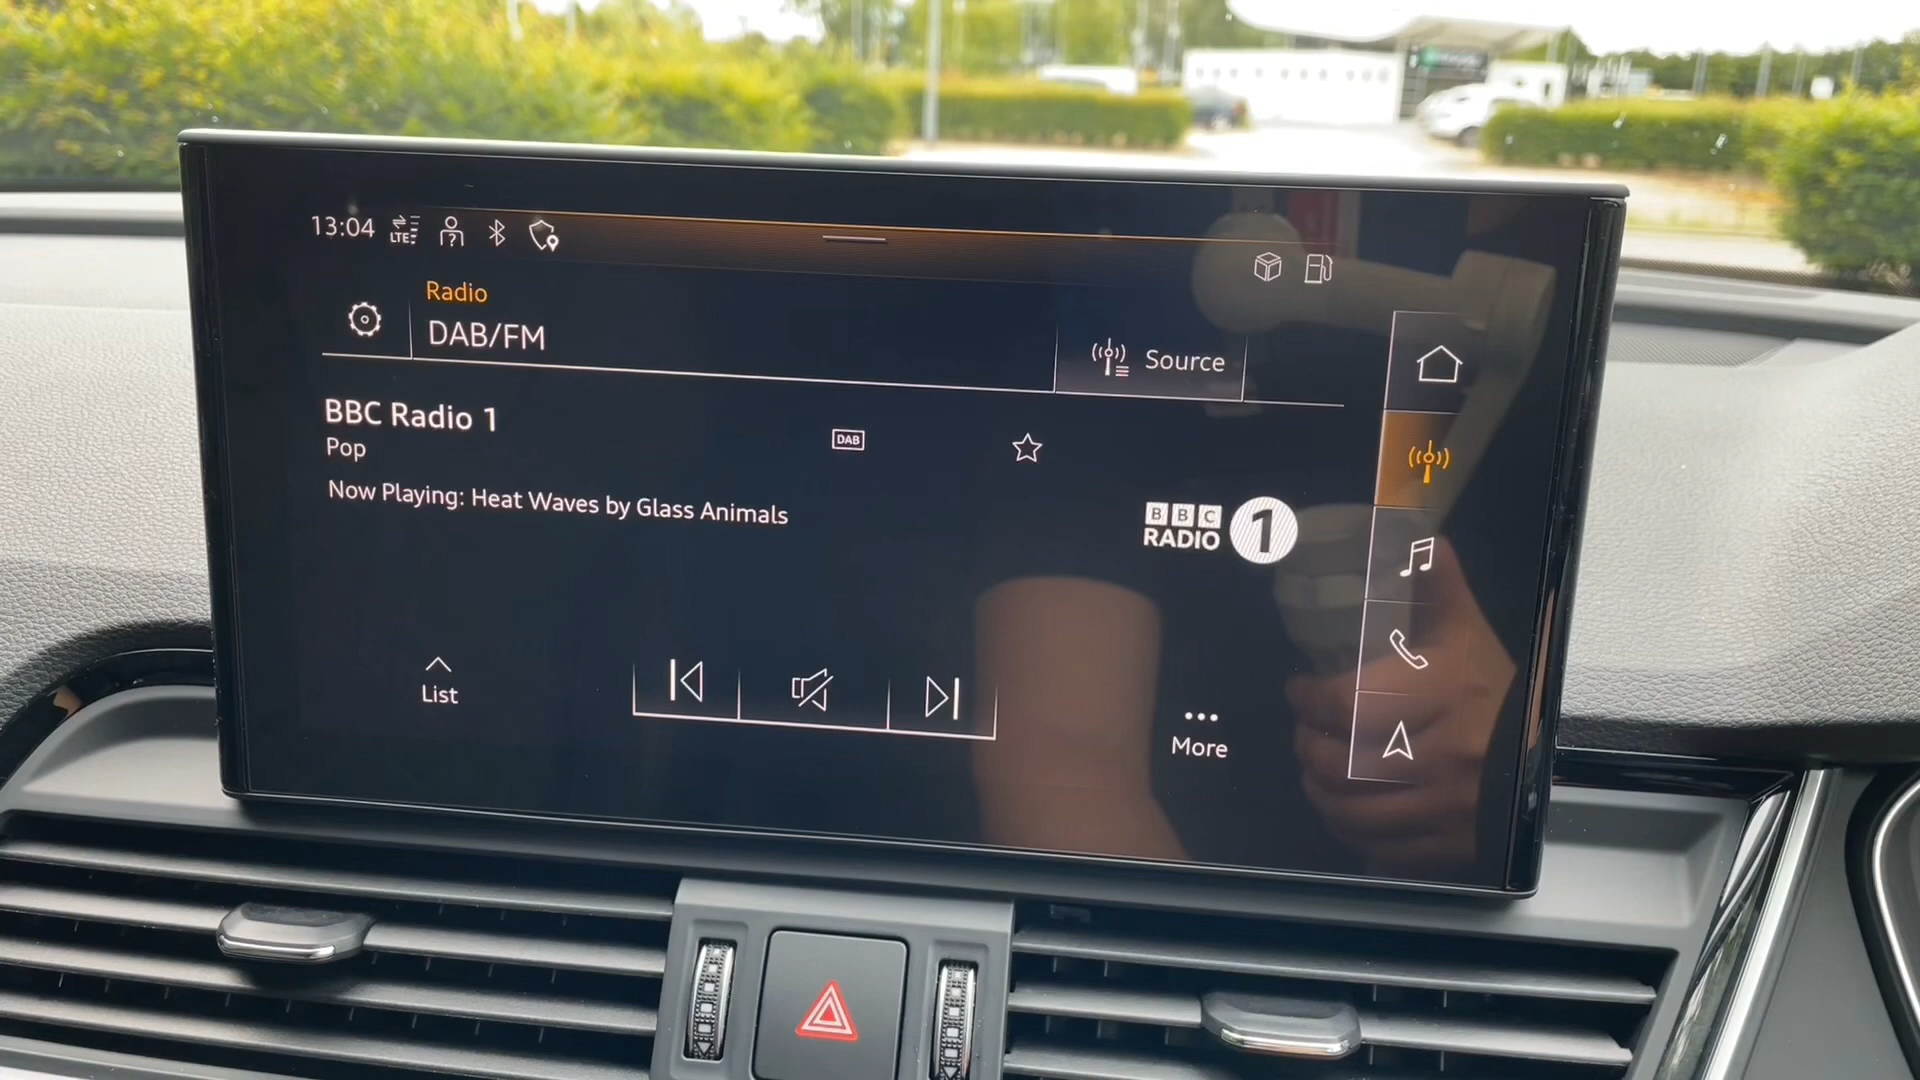 13:04
LTE
Radio
DAB/FM
Source
BBC Radio 1
DAB
Pop
Now Playing: Heat Waves by Glass Animals
BBC
RADIO 1
List
More